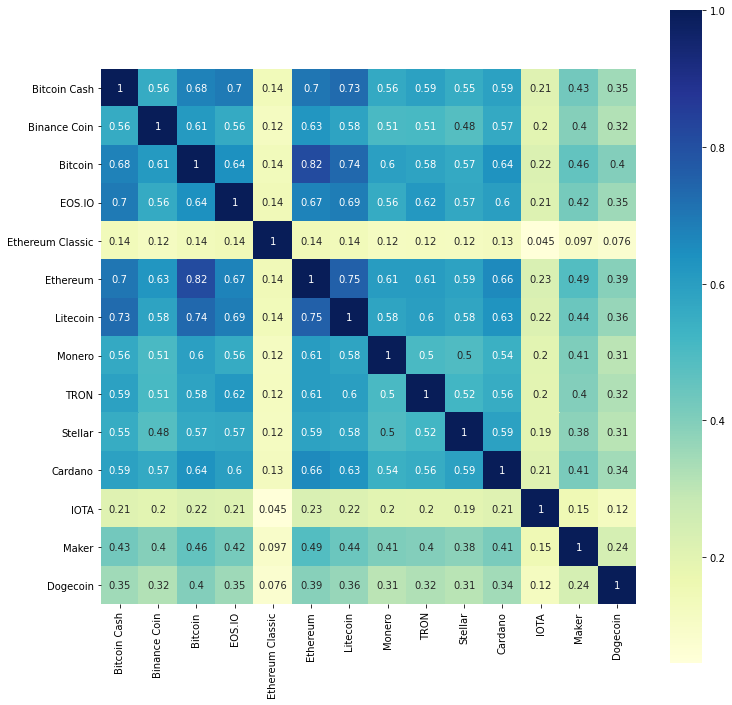 Bitcoin Cash 1 0.56 0.68 0.7 0.14 0.7 0.73 0.56 0.59 0.55 0.59 0.21 0.43 0.35
Binance Coin 0.56 1 0.61 0.56 0.12 0.63 0.58 0.51 0.51 0.48 0.57 0.2 0.4 0.32
Bitcoin 0.68 0.61 1 0.64 0.14 0.82 0.74 0.6 0.58 0.57 0.64 0.22 0.46 0.4
EOS.IO 0.7 0.56 0.64 1 0.14 0.67 0.69 0.56 0.62 0.57 0.6 0.21 0.42 0.35
Ethereum Classic 0.14 0.12 0.14 0.14 1 0.14 0.14 0.12 0.12 0.12 0.13 0.045 0.097 0.076
Ethereum 0.7 0.63 0.82 0.67 0.14 1 0.75 0.61 0.61 0.59 0.66 0.23 0.49 0.39
Litecoin 0.73 0.58 0.74 0.69 0.14 0.75 1 0.58 0.6 0.58 0.63 0.22 0.44 0.36
Monero 0.56 0.51 0.6 0.56 0.12 0.61 0.58 1 0.5 0.5 0.54 0.2 0.41 0.31
TRON 0.59 0.51 0.58 0.62 0.12 0.61 0.6 0.5 1 0.52 0.56 0.2 0.4 0.32
Stellar 0.55 0.48 0.57 0.57 0.12 0.59 0.58 0.5 0.52 1 0.59 0.19 0.38 0.31
Cardano 0.59 0.57 0.64 0.6 0.13 0.66 0.63 0.54 0.56 0.59 1 0.21 0.41 0.34
IOTA 0.21 0.2 0.22 0.21 0.045 0.23 0.22 0.2 0.2 0.19 0.21 1 0.15 0.12
Maker 0.43 0.4 0.46 0.42 0.097 0.49 0.44 0.41 0.4 0.38 0.41 0.15 1 0.24
Dogecoin 0.35 0.32 0.4 0.35 0.076 0.39 0.36 0.31 0.32 0.31 0.34 0.12 0.24 1
Bitcoin Cash
Binance Coin
Bitcoin
EOS.IO
Ethereum Classic
Ethereum
Litecoin
Monero
TRON
Stellar
Cardano
IOTA
Maker
Dogecoin
1.0
0.8
0.6
0.4
0.2